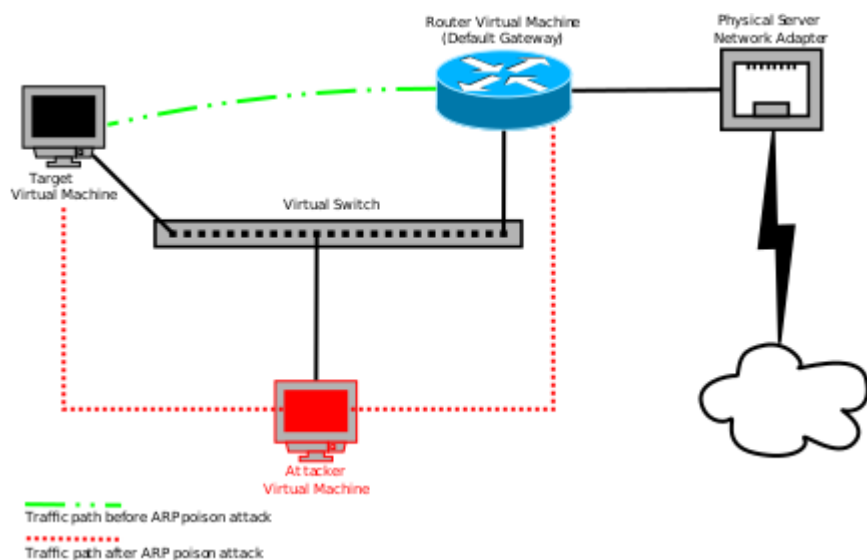 Router Virtual Machine
(Default Gateway)
Physical Server
Network Adapter
Target
Virtual Machine
Virtual Switch
Attacker
Virtual Machine
Traffic path before ARP poison attack
Traffic path after ARP poison attack